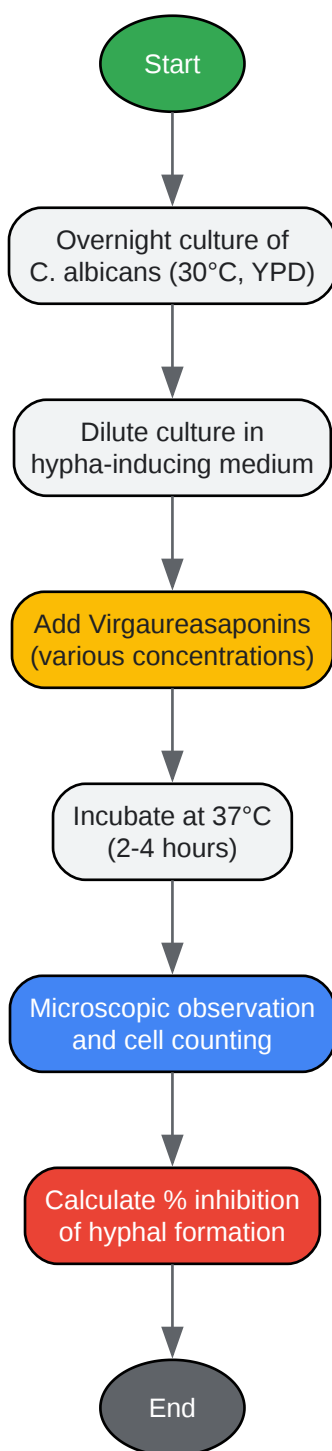 Start
Overnight culture of
C. albicans (30°C, YPD)
Dilute culture in
hypha-inducing medium
Add Virgaureasaponins
(various concentrations)
Incubate at 37°C
(2-4 hours)
Microscopic observation
and cell counting
Calculate % inhibition
of hyphal formation
End